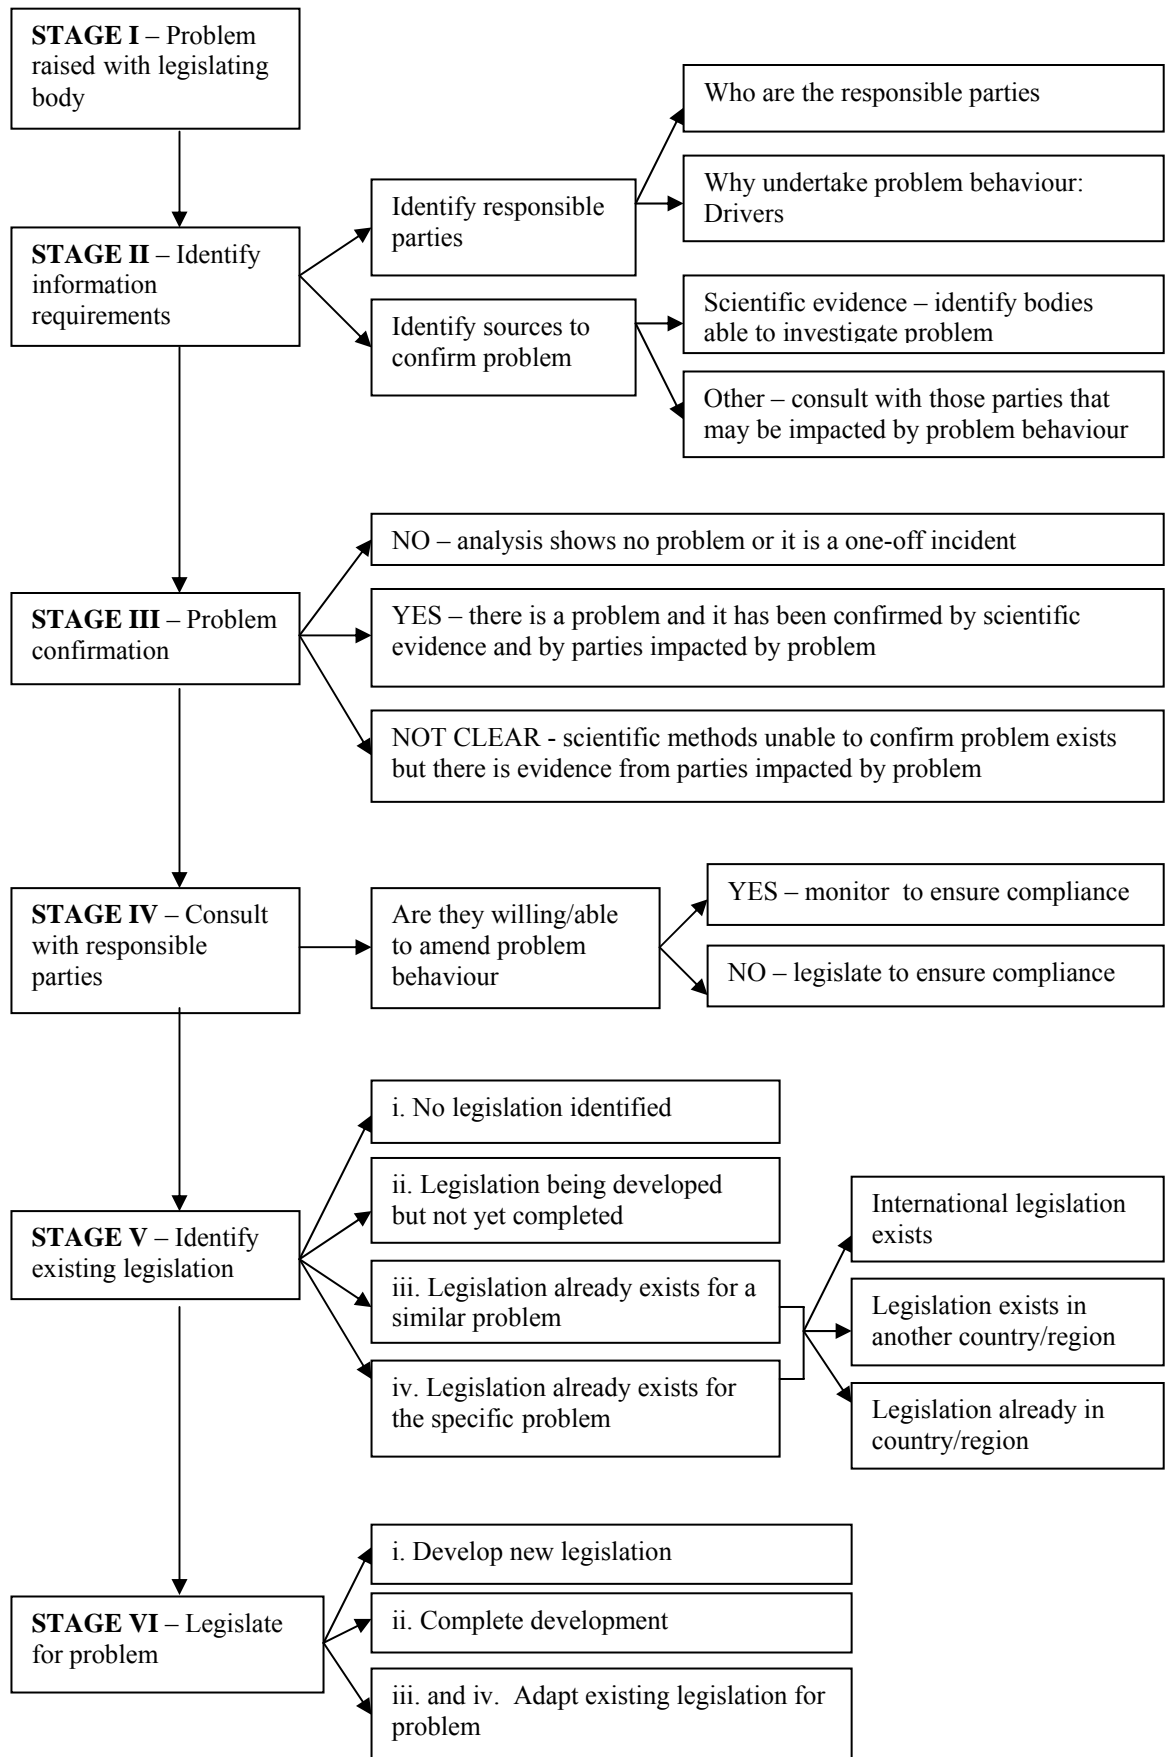 STAGE I – Problem
raised with legislating
body
Who are the responsible parties
Why undertake problem behaviour:
Drivers
Identify responsible
parties
STAGE II – Identify
information
requirements
Identify sources to
confirm problem
Scientific evidence – identify bodies
able to investigate problem
Other – consult with those parties that
may be impacted by problem behaviour
NO – analysis shows no problem or it is a one-off incident
STAGE III – Problem
confirmation
YES – there is a problem and it has been confirmed by scientific
evidence and by parties impacted by problem
NOT CLEAR - scientific methods unable to confirm problem exists
but there is evidence from parties impacted by problem
STAGE IV – Consult
with responsible
parties
Are they willing/able
to amend problem
behaviour
YES – monitor  to ensure compliance
NO – legislate to ensure compliance
i. No legislation identified
ii. Legislation being developed
but not yet completed
STAGE V – Identify
existing legislation
iii. Legislation already exists for a
similar problem
iv. Legislation already exists for
the specific problem
International legislation
exists
Legislation exists in
another country/region
Legislation already in
country/region
i. Develop new legislation
STAGE VI – Legislate
for problem
ii. Complete development
iii. and iv.  Adapt existing legislation for
problem